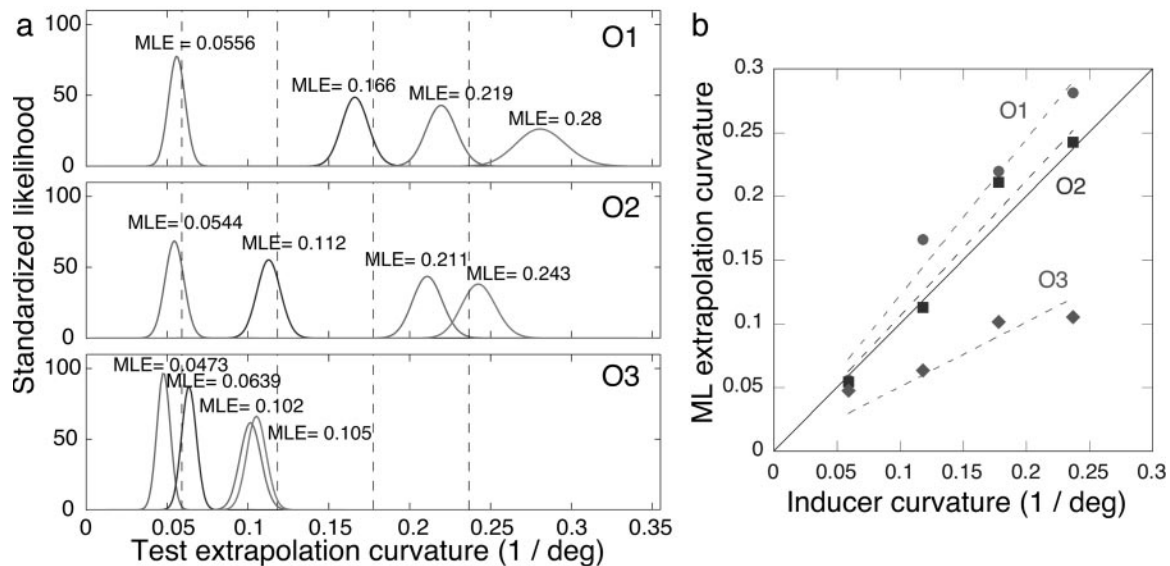 a
Standardized likelihood
100
50
0
O1
MLE = 0.0556
MLE= 0.166
MLE= 0.219
MLE= 0.28
100
50
0
O2
MLE= 0.0544
MLE= 0.112
MLE= 0.211
MLE= 0.243
100
50
0
O3
MLE= 0.0473
MLE= 0.0639
MLE= 0.102
MLE= 0.105
0 0.05 0.1 0.15 0.2 0.25 0.3 0.35
Test extrapolation curvature (1 / deg)
b
ML extrapolation curvature
0.3
0.25
0.2
0.15
0.1
0.05
0
O1
O2
O3
0 0.05 0.1 0.15 0.2 0.25 0.3
Inducer curvature (1 / deg)